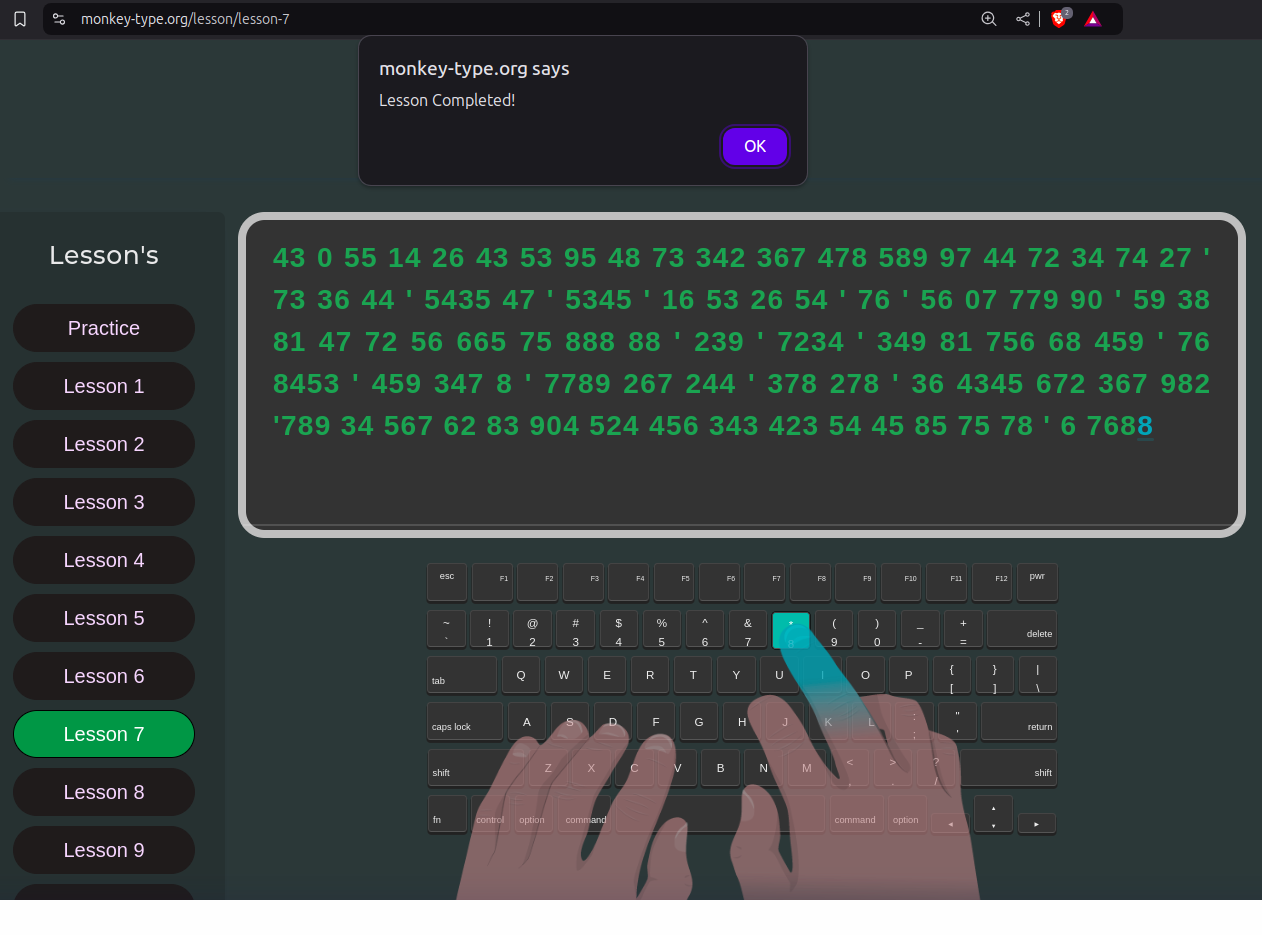 monkey-type.org/lesson/lesson-7
2
monkey-type.org says
Lesson Completed!
OK
Lesson's
Practice
Lesson 1
Lesson 2
Lesson 3
Lesson 4
Lesson 5
Lesson 6
Lesson 7
Lesson 8
Lesson 9
43 0 55 14 26 43 53 95 48 73 342 367 478 589 97 44 72 34 74 27 '
73 36 44 ' 5435 47 ' 5345 ' 16 53 26 54 ' 76 ' 56 07 779 90 ' 59 38
81 47 72 56 665 75 888 88 ' 239 ' 7234 ' 349 81 756 68 459 ' 76
8453 ' 459 347 8 ' 7789 267 244 ' 378 278 ' 36 4345 672 367 982
'789 34 567 62 83 904 524 456 343 423 54 45 85 75 78 ' 6 7688
esc F1 F2 F3 F4 F5 F6 F7 F8 F9 F10 F11 F12 pwr
~ ! @ # $ % ^ & * ( ) _ +
` 1 2 3 4 5 6 7 8 9 0 - = delete
tab Q W E R T Y U I O P { } |
[ ] \
caps lock A S D F G H J K L : "
; ' return
shift Z X C V B N M < > ?
, . / shift
fn control option command command option ◂ ▴ ▾ ▸